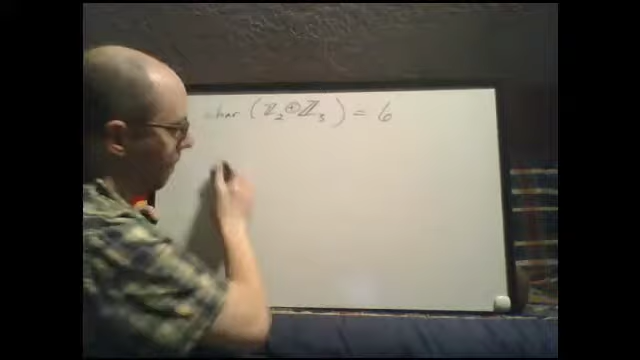 char (ℤ₂ ⊕ ℤ₃) = 6